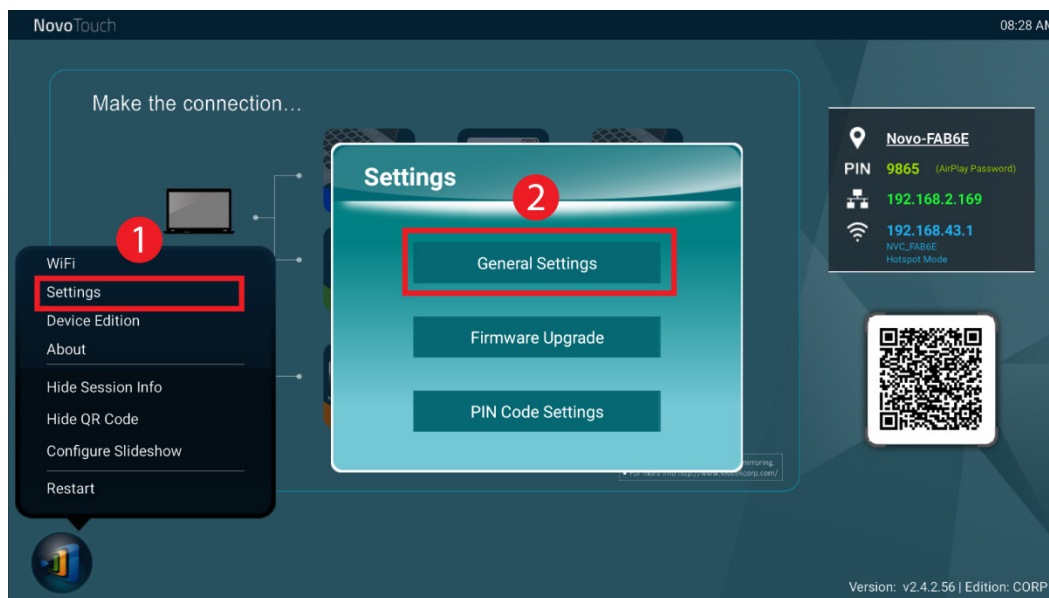 NovoTouch
08:28 AM
Make the connection...
Novo-FAB6E
PIN 9865 (AirPlay Password)
192.168.2.169
192.168.43.1
NVC_FAB6E
Hotspot Mode
1
WiFi
Settings
Device Edition
About
Hide Session Info
Hide QR Code
Configure Slideshow
Restart
Settings
2
General Settings
Firmware Upgrade
PIN Code Settings
mirroring.
Version: v2.4.2.56 | Edition: CORP